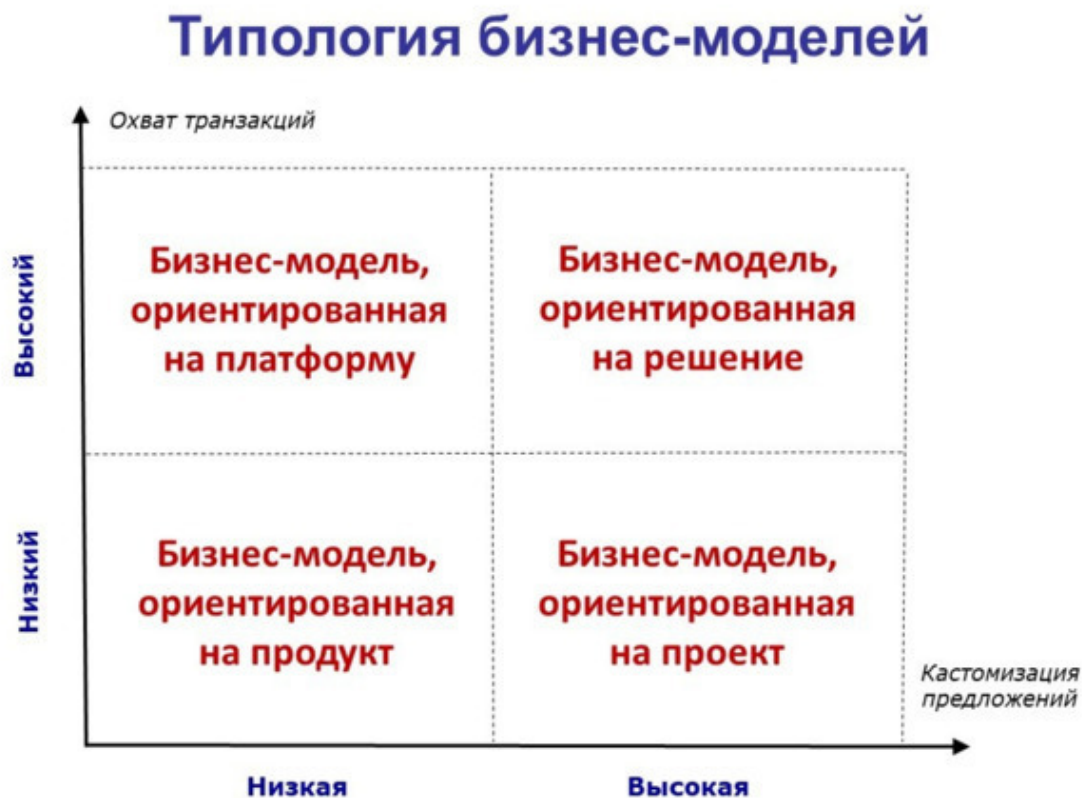 Типология бизнес-моделей
Охват транзакций
Высокий
Бизнес-модель,
ориентированная
на платформу
Бизнес-модель,
ориентированная
на решение
Низкий
Бизнес-модель,
ориентированная
на продукт
Бизнес-модель,
ориентированная
на проект
Кастомизация
предложений
Низкая
Высокая